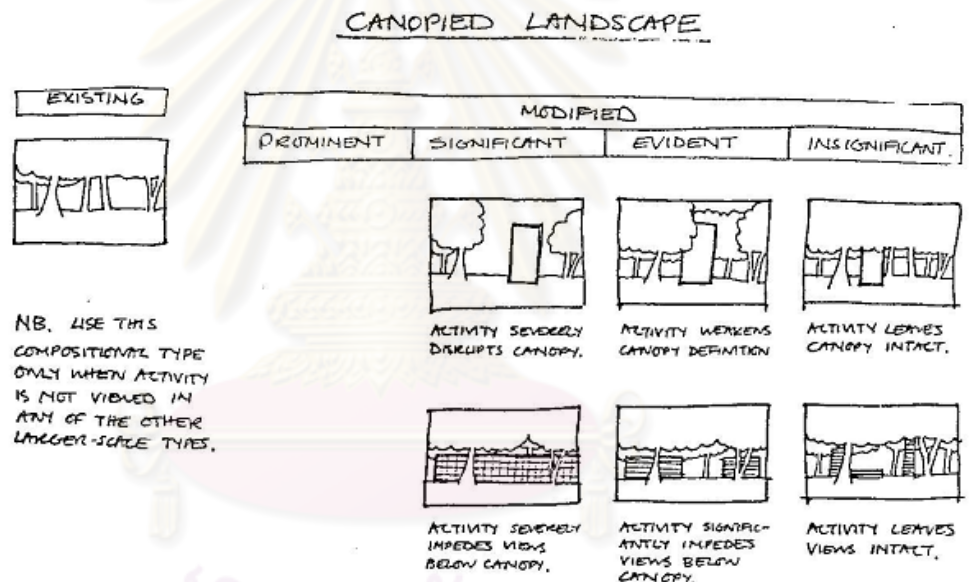 CANOPIED LANDSCAPE
EXISTING
MODIFIED
PROMINENT SIGNIFICANT EVIDENT INSIGNIFICANT.
NB. USE THIS
COMPOSITIONAL TYPE
ONLY WHEN ACTIVITY
IS NOT VIEWED IN
ANY OF THE OTHER
LARGER-SCALE TYPES.
ACTIVITY SEVERELY
DISRUPTS CANOPY.
ACTIVITY WEAKENS
CANOPY DEFINITION
ACTIVITY LEAVES
CANOPY INTACT.
ACTIVITY SEVERELY
IMPEDES VIEWS
BELOW CANOPY.
ACTIVITY SIGNIFIC-
ANTLY IMPEDES
VIEWS BELOW
CANOPY.
ACTIVITY LEAVES
VIEWS INTACT.